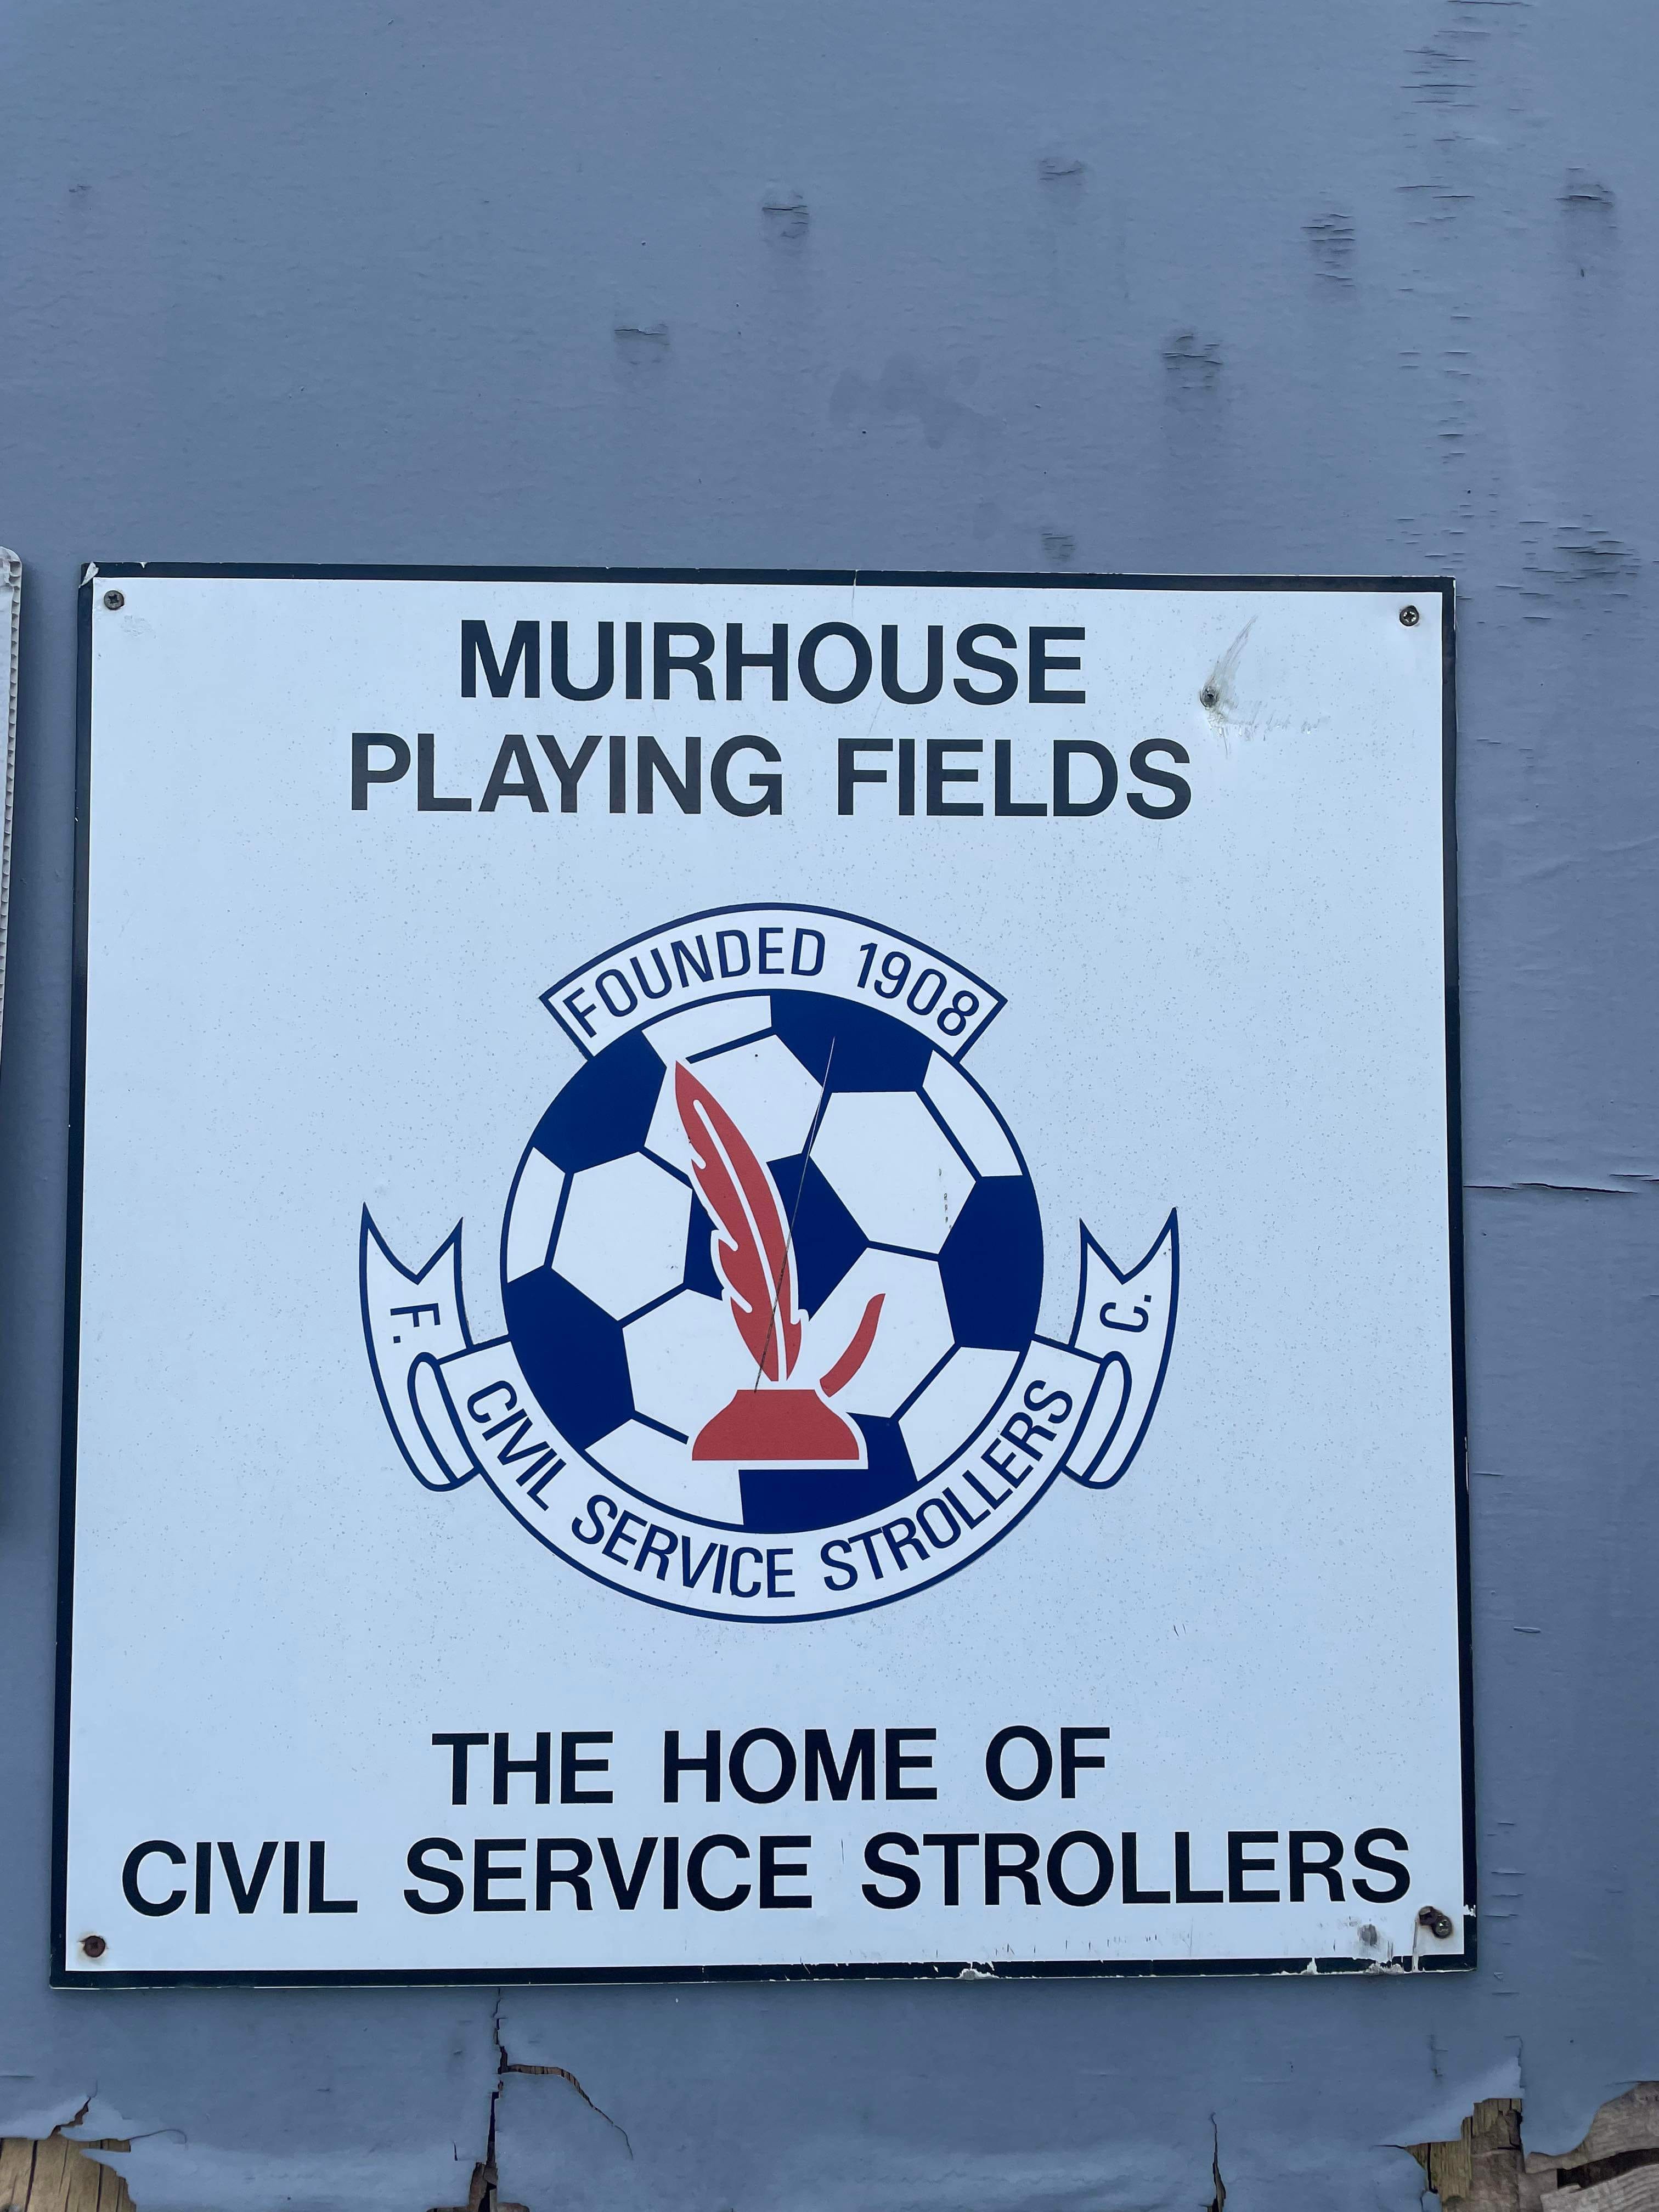 MUIRHOUSE
PLAYING FIELDS
FOUNDED 1908
F. C.
CIVIL SERVICE STROLLERS
THE HOME OF
CIVIL SERVICE STROLLERS